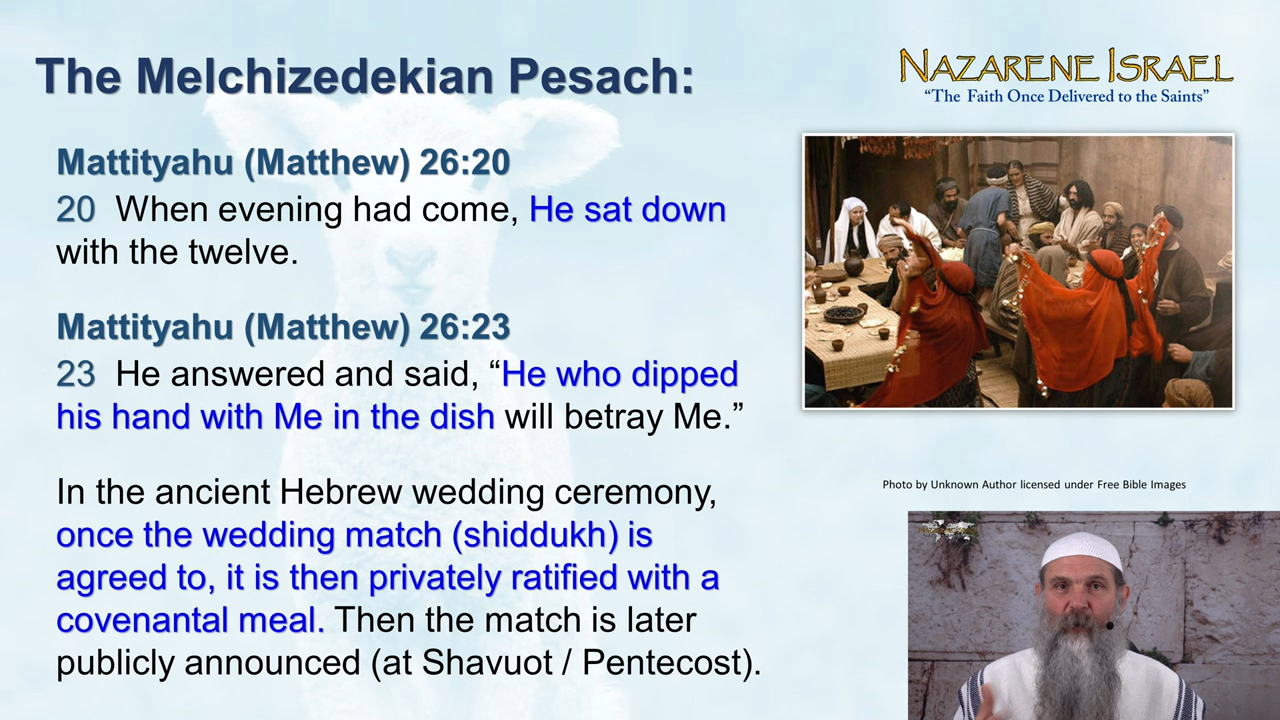 The Melchizedekian Pesach:
NAZARENE ISRAEL
“The Faith Once Delivered to the Saints”
Mattityahu (Matthew) 26:20
20 When evening had come, He sat down
with the twelve.
Mattityahu (Matthew) 26:23
23 He answered and said, “He who dipped
his hand with Me in the dish will betray Me.”
In the ancient Hebrew wedding ceremony,
once the wedding match (shiddukh) is
agreed to, it is then privately ratified with a
covenantal meal. Then the match is later
publicly announced (at Shavuot / Pentecost).
Photo by Unknown Author licensed under Free Bible Images